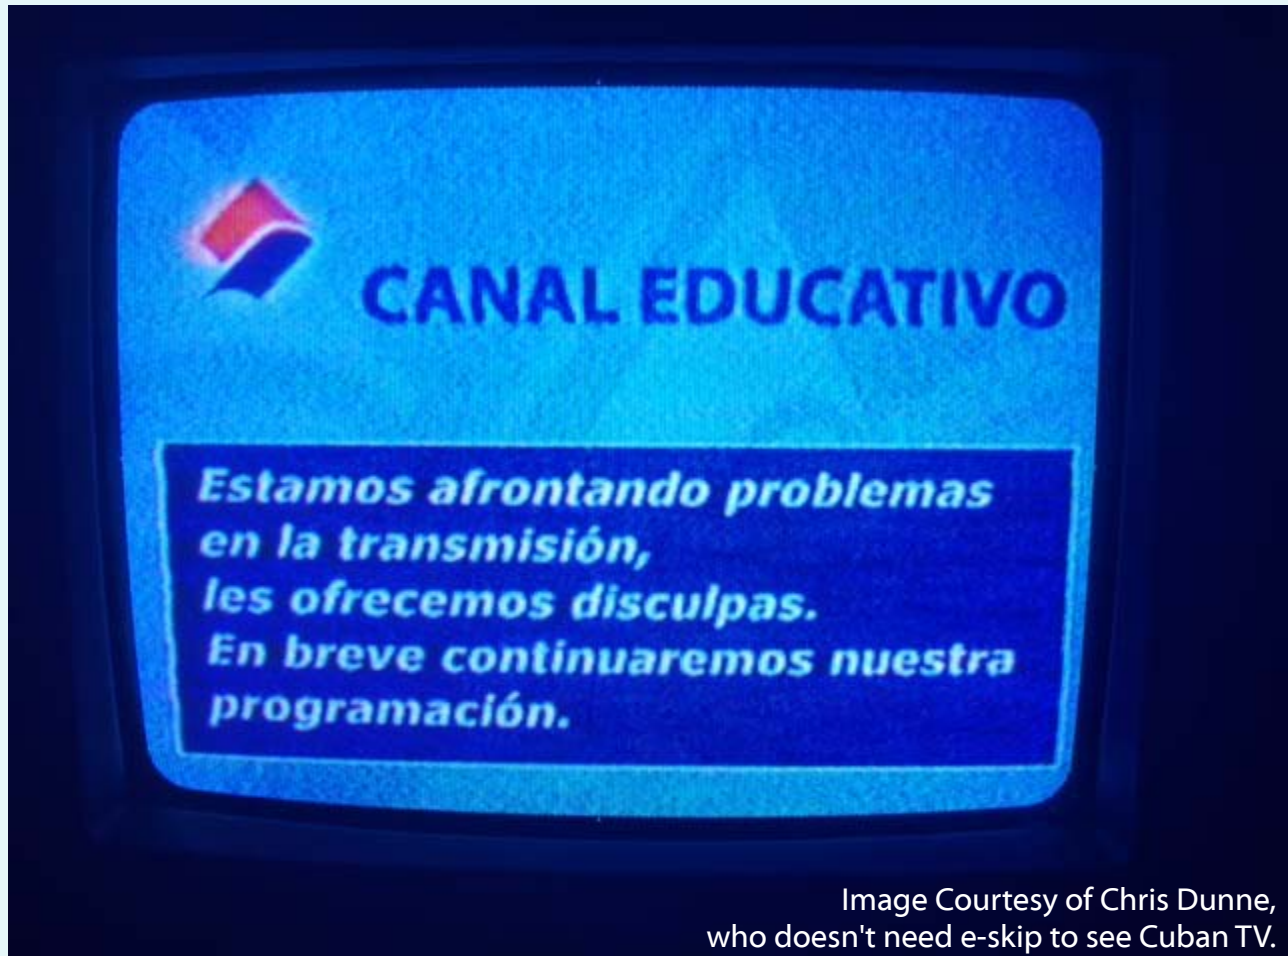 CANAL EDUCATIVO
Estamos afrontando problemas
en la transmisión,
les ofrecemos disculpas.
En breve continuaremos nuestra
programación.
Image Courtesy of Chris Dunne,
who doesn't need e-skip to see Cuban TV.